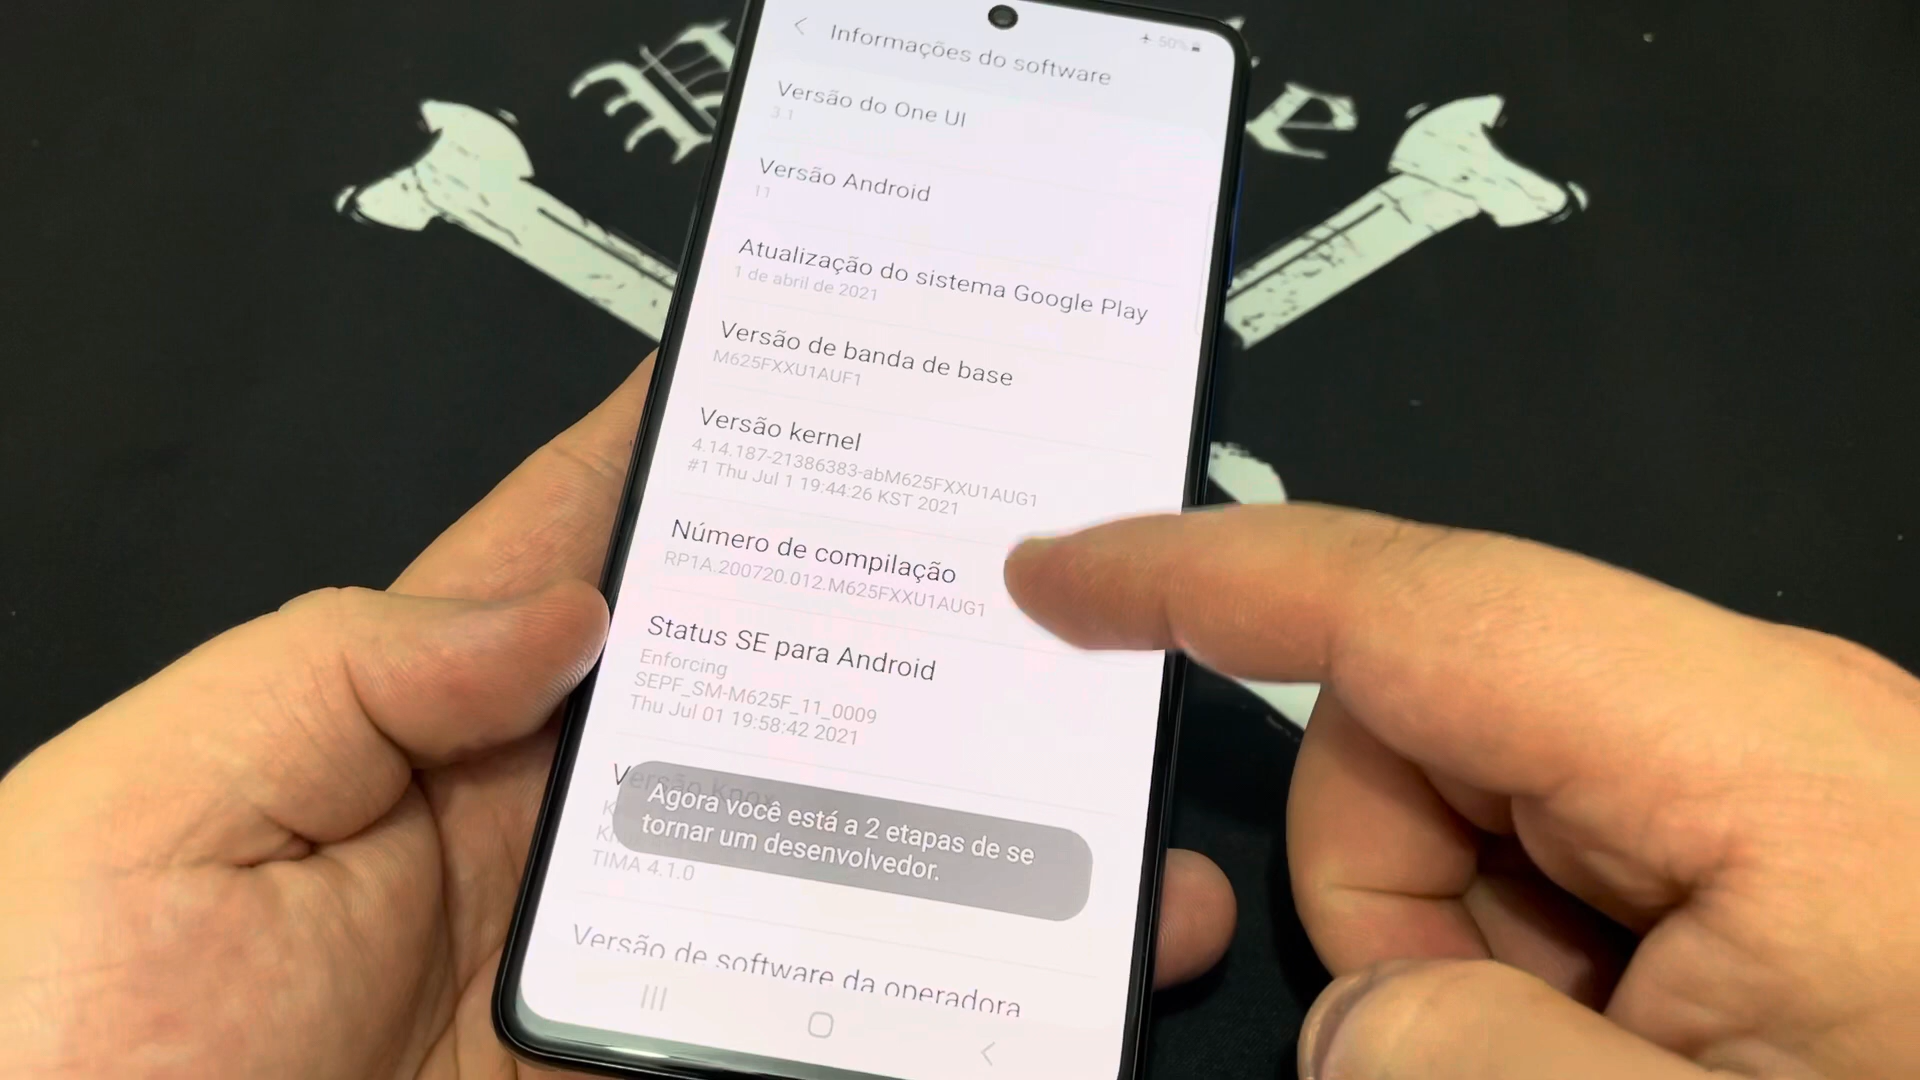 Informações do software
50%
Versão do One UI
3.1
Versão Android
11
Atualização do sistema Google Play
1 de abril de 2021
Versão de banda de base
M625FXXU1AUF1
Versão kernel
4.14.187-21386383-abM625FXXU1AUG1
#1 Thu Jul 1 19:44:26 KST 2021
Número de compilação
RP1A.200720.012.M625FXXU1AUG1
Status SE para Android
Enforcing
SEPF_SM-M625F_11_0009
Thu Jul 01 19:58:42 2021
Versão Knox
Agora você está a 2 etapas de se
tornar um desenvolvedor.
TIMA 4.1.0
Versão de software da operadora